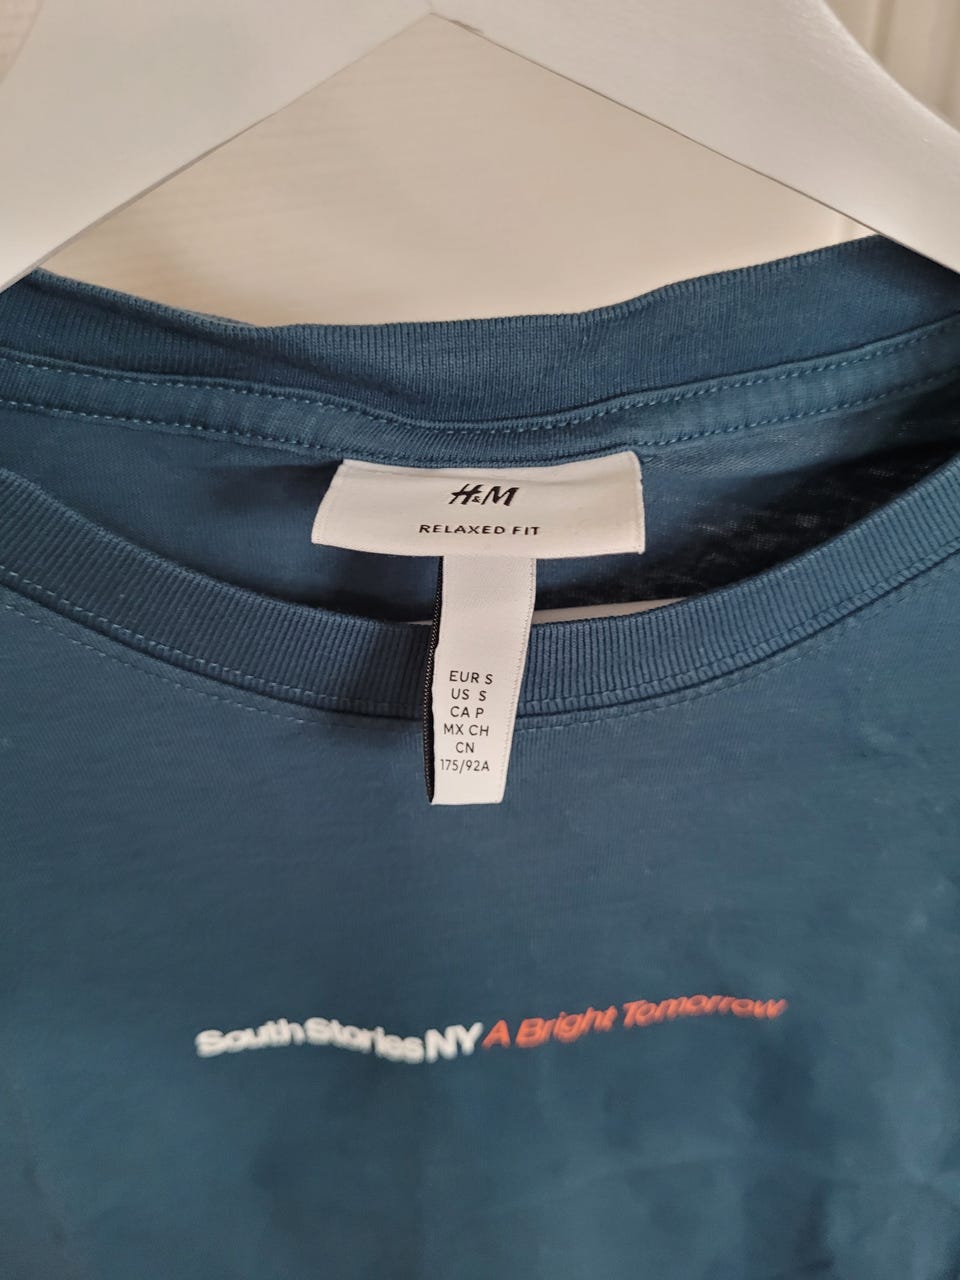 H&M
RELAXED FIT
EUR S
US S
CA P
MX CH
CN
175/92A
South Stories NY A Bright Tomorrow